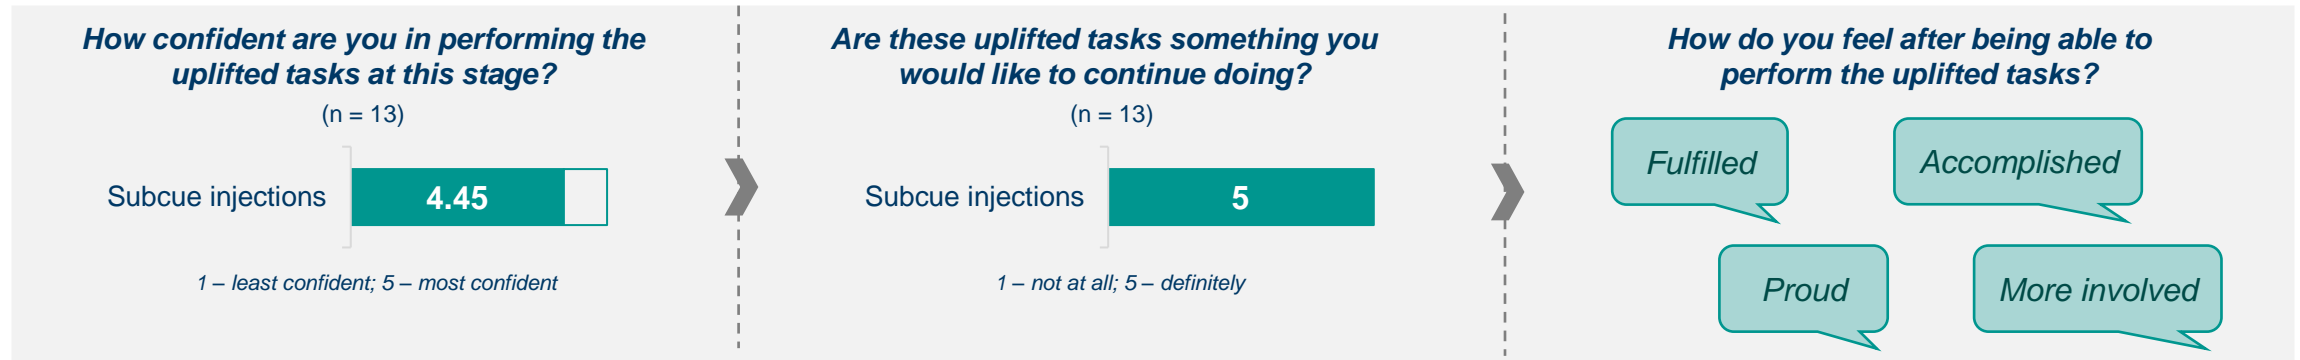 How confident are you in performing the
uplifted tasks at this stage?
(n = 13)
Subcue injections
4.45
1 – least confident; 5 – most confident
Are these uplifted tasks something you
would like to continue doing?
(n = 13)
Subcue injections
5
1 – not at all; 5 – definitely
How do you feel after being able to
perform the uplifted tasks?
Fulfilled
Accomplished
Proud
More involved